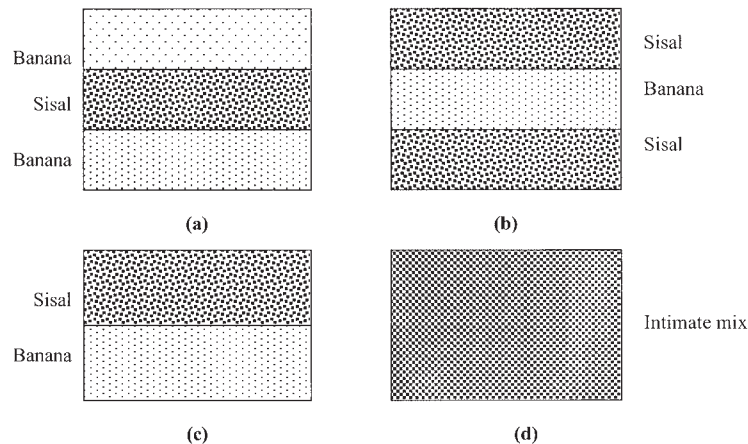 Banana
Sisal
Banana
(a)
Sisal
Banana
Sisal
(b)
Sisal
Banana
(c)
Intimate mix
(d)